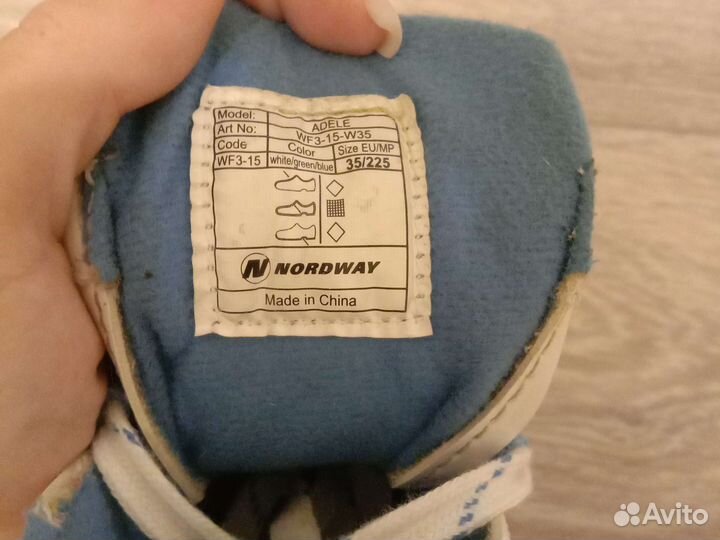 Model: ADELE
Art No: WF3-15-W35
Code Color Size EU/MP
WF3-15 white/green/blue 35/225
N NORDWAY
Made in China
Avito